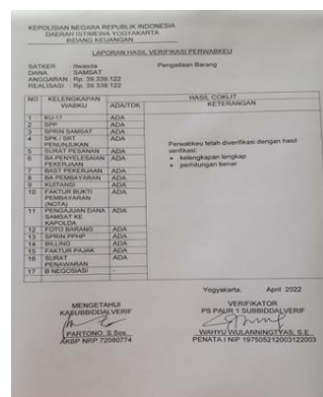 KEPOLISIAN NEGARA REPUBLIK INDONESIA
DAERAH ISTIMEWA YOGYAKARTA
BIDANG KEUANGAN
LAPORAN HASIL VERIFIKASI PERWABKEU
SATKER : Itwasda Pengadaan Barang
DANA SAMSAT
ANGGARAN : Rp. 39.339.122
REALISASI : Rp. 39.339.122
NO KELENGKAPAN WABKU ADA/TDK HASIL COKLIT KETERANGAN
1 KU-17 ADA
2 SPP ADA
3 SPRIN SAMSAT ADA
4 SPK / SRT PENUNJUKAN ADA
5 SURAT PESANAN ADA
6 BA PENYELESAIAN PEKERJAAN ADA
7 BAST PEKERJAAN ADA
8 BA PEMBAYARAN ADA
9 KUITANSI ADA
10 FAKTUR BUKTI PEMBAYARAN (NOTA) ADA
11 PENGAJUAN DANA SAMSAT KE KAPOLDA ADA
12 FOTO BARANG ADA
13 SPRIN PPHP ADA
14 BILLING ADA
15 FAKTUR PAJAK ADA
16 SURAT PENAWARAN ADA
17 B.NEGOSIASI -
Perwabkeu telah diverifikasi dengan hasil
verifikasi:
• kelengkapan lengkap
• perhitungan benar
Yogyakarta, April 2022
MENGETAHUI
KASUBBIDDALVERIF
PARTONO, S.Sos
AKBP NRP 72080774
VERIFIKATOR
PS PAUR 1 SUBBIDDALVERIF
WAHYU WULANNINGTYAS, S.E
PENATA I NIP 197505212003122003